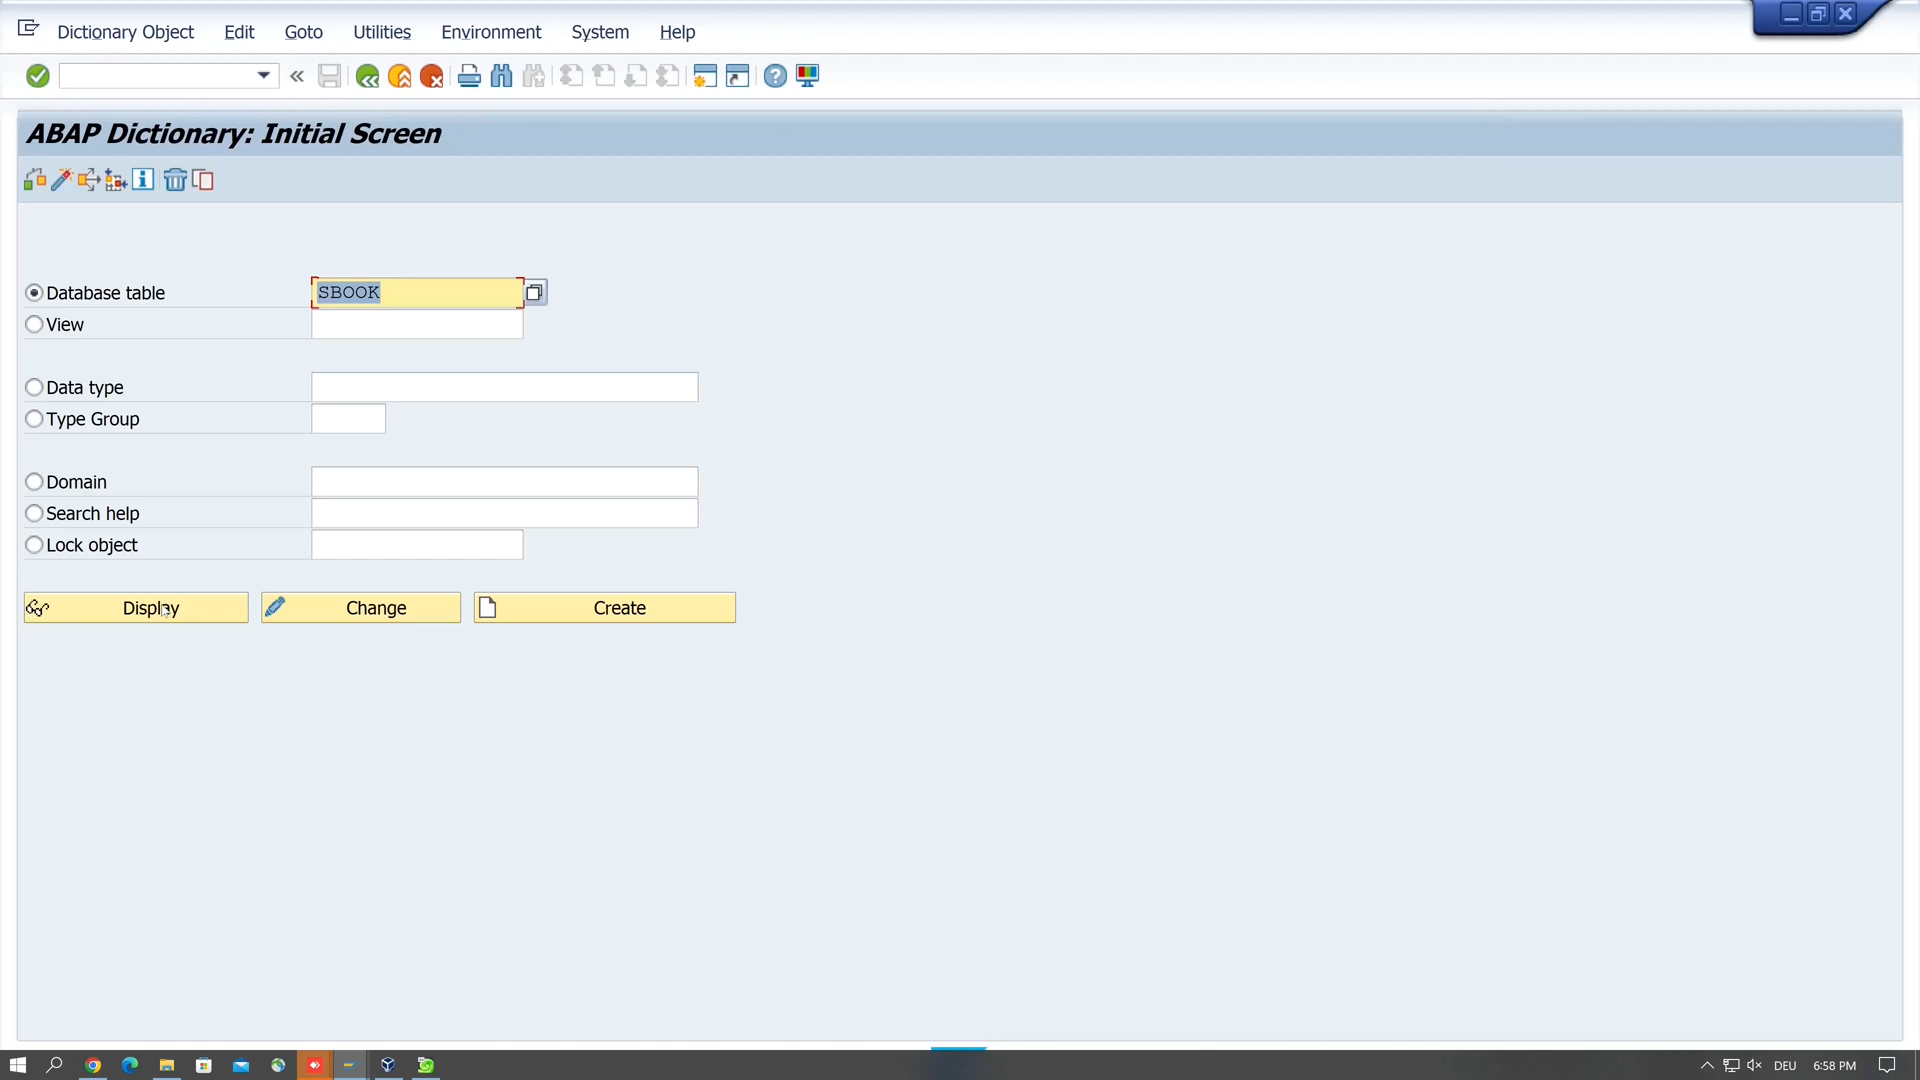 Dictionary Object Edit Goto Utilities Environment System Help
ABAP Dictionary: Initial Screen
Database table SBOOK
View
Data type
Type Group
Domain
Search help
Lock object
Display Change Create
DEU 6:58 PM